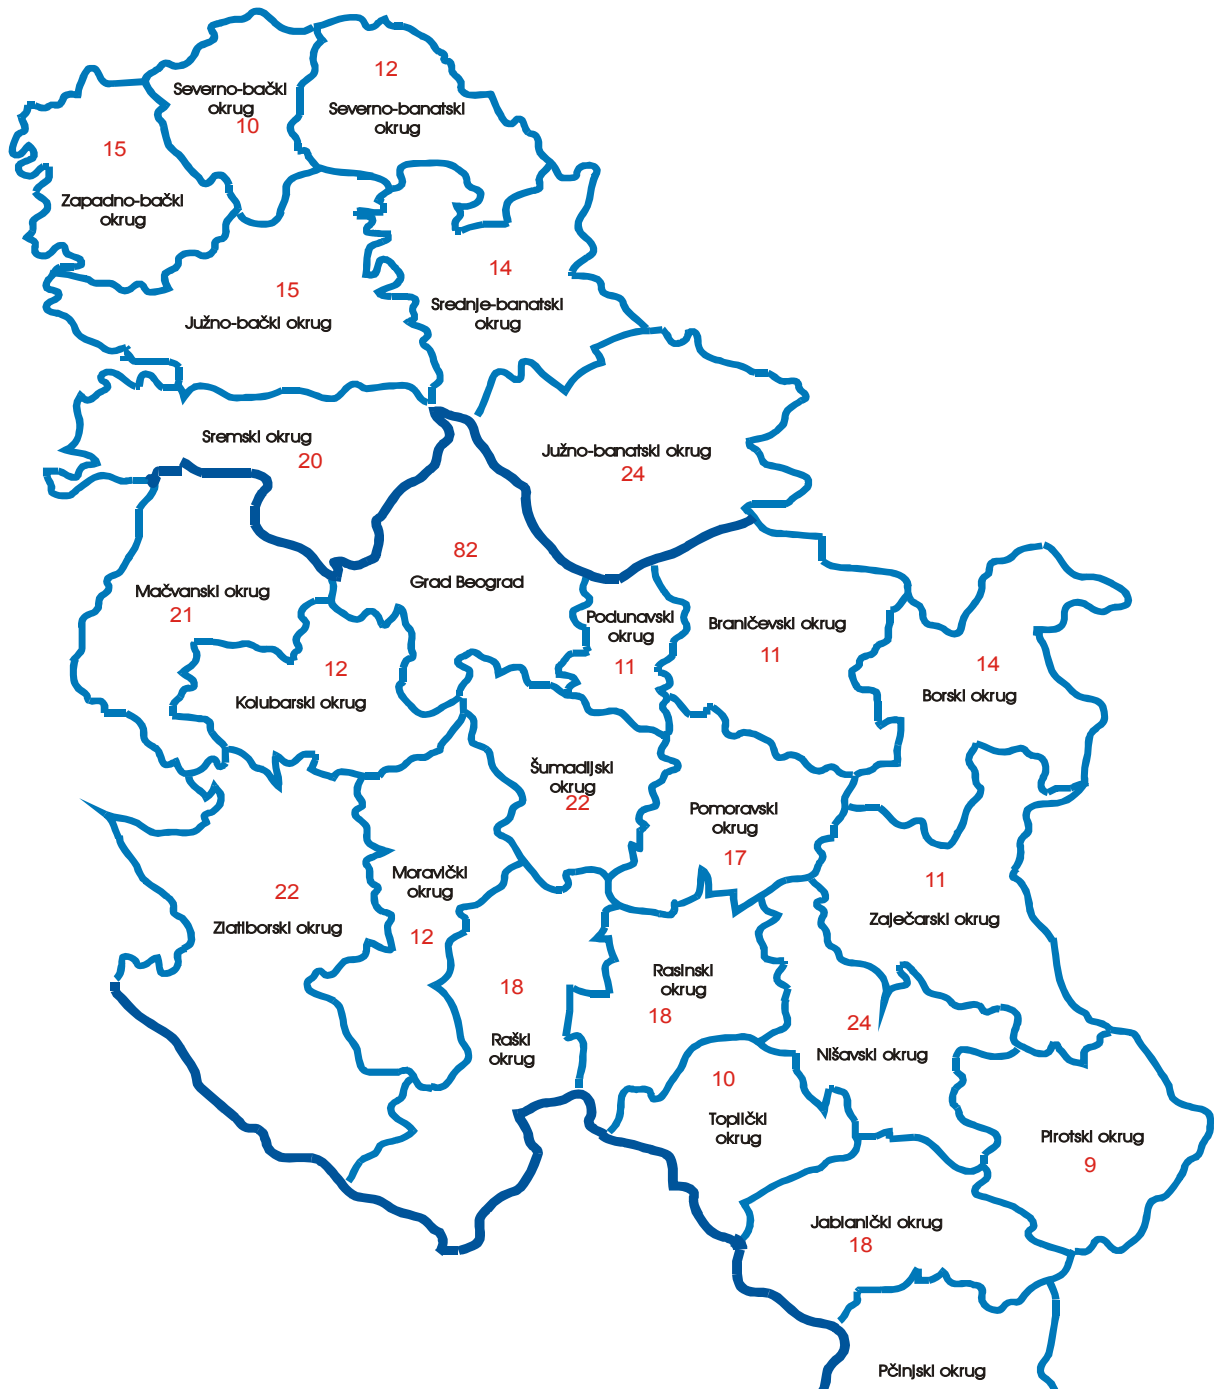 12
Severno-bački
okrug
10
Severno-banatski
okrug
15
Zapadno-bački
okrug
14
15
Srednje-banatski
okrug
Južno-bački okrug
Sremski okrug
20
Južno-banatski okrug
24
82
Grad Beograd
Mačvanski okrug
21
Podunavski
okrug
11
Braničevski okrug
11
12
Kolubarski okrug
14
Borski okrug
Šumadijski
okrug
22
Pomoravski
okrug
17
Moravički
okrug
12
22
Zlatiborski okrug
11
Zaječarski okrug
18
Raški
okrug
Rasinski
okrug
18
24
Nišavski okrug
10
Toplički
okrug
Pirotski okrug
9
Jablanički okrug
18
Pčinjski okrug